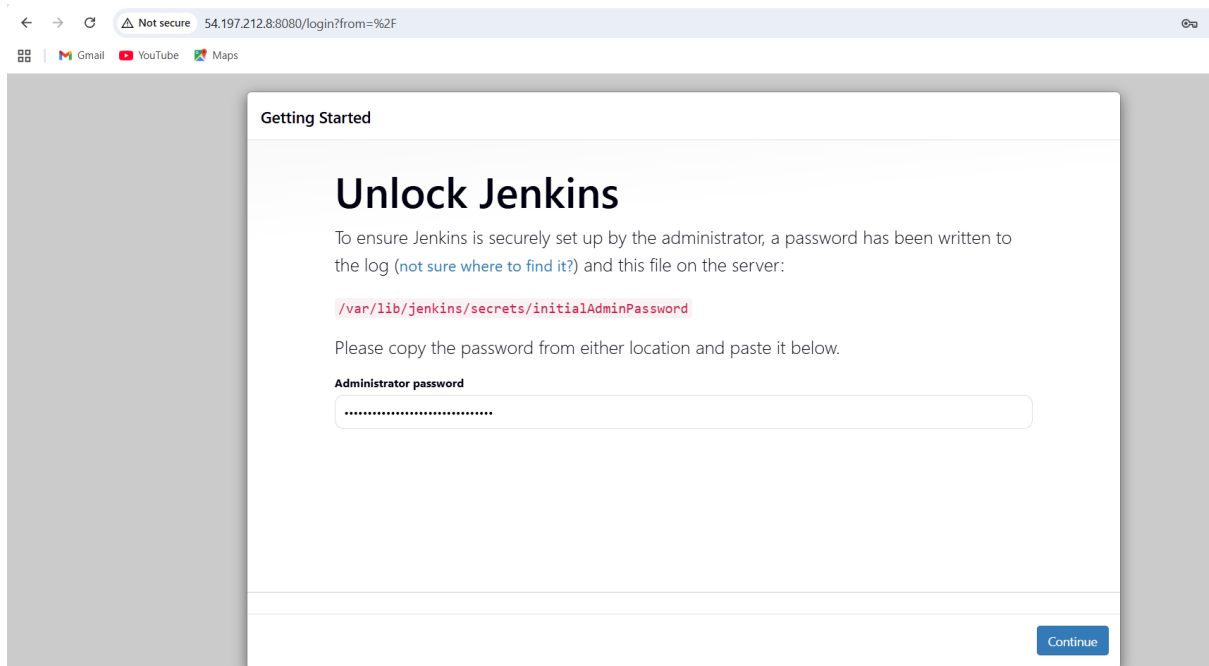 Not secure 54.197.212.8:8080/login?from=%2F
Gmail YouTube Maps
Getting Started
Unlock Jenkins
To ensure Jenkins is securely set up by the administrator, a password has been written to
the log (not sure where to find it?) and this file on the server:
/var/lib/jenkins/secrets/initialAdminPassword
Please copy the password from either location and paste it below.
Administrator password
••••••••••••••••••••••••••••••••
Continue